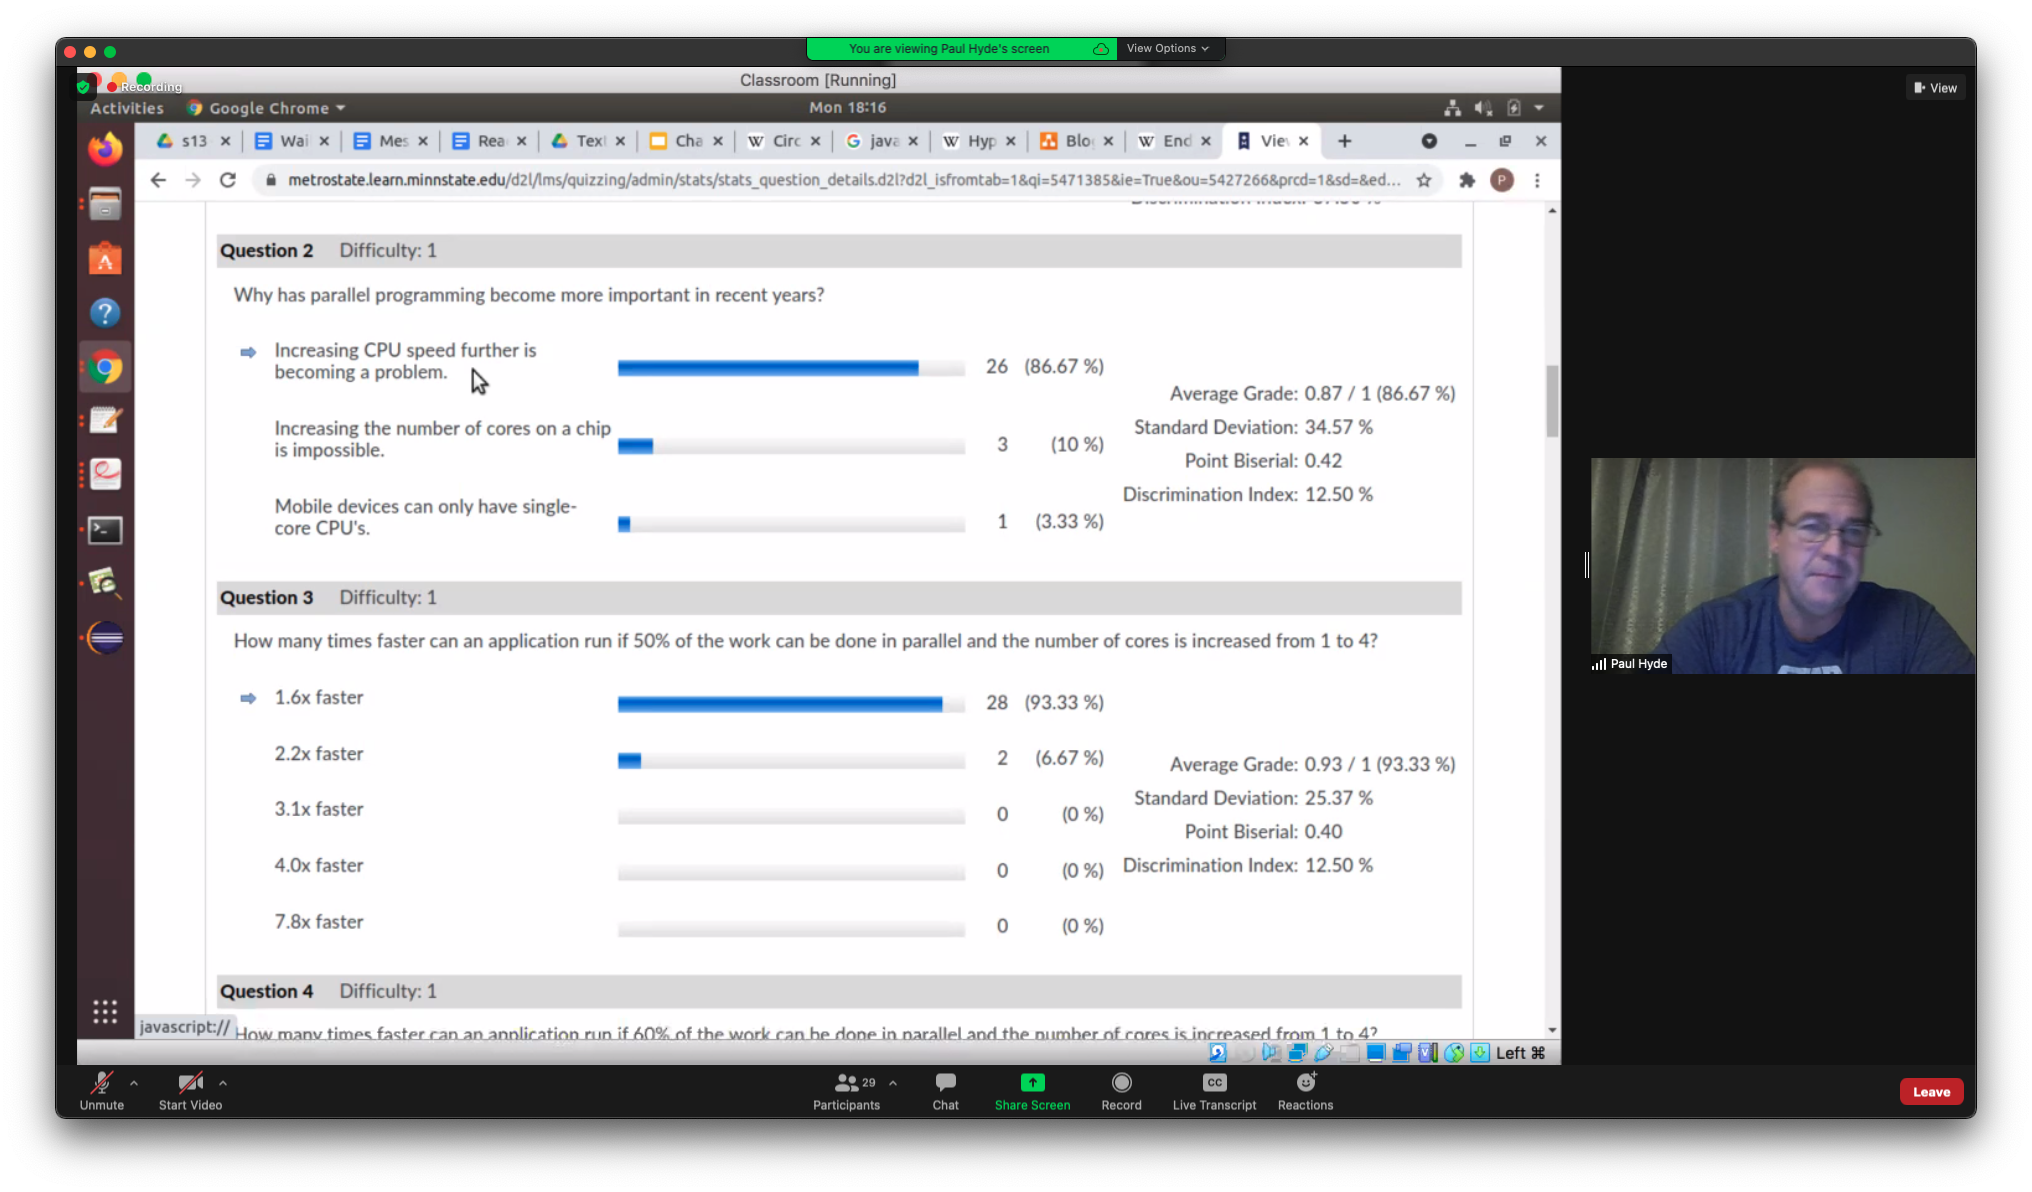 You are viewing Paul Hyde's screen
View Options
Classroom [Running]
Recording
View
Activities
Google Chrome
Mon 18:16
s13
Wai
Mes
Rea
Text
Cha
Circ
java
Hyp
Blo
End
View
metrostate.learn.minnstate.edu/d2l/lms/quizzing/admin/stats/stats_question_details.d2l?d2l_isfromtab=1&qi=5471385&ie=True&ou=5427266&prcd=1&sd=&ed...
P
Question 2 Difficulty: 1
Why has parallel programming become more important in recent years?
Increasing CPU speed further is
becoming a problem.
26 (86.67 %)
Increasing the number of cores on a chip
is impossible.
3 (10 %)
Mobile devices can only have single-
core CPU's.
1 (3.33 %)
Average Grade: 0.87 / 1 (86.67 %)
Standard Deviation: 34.57 %
Point Biserial: 0.42
Discrimination Index: 12.50 %
Question 3 Difficulty: 1
How many times faster can an application run if 50% of the work can be done in parallel and the number of cores is increased from 1 to 4?
1.6x faster 28 (93.33 %)
2.2x faster 2 (6.67 %)
3.1x faster 0 (0 %)
4.0x faster 0 (0 %)
7.8x faster 0 (0 %)
Average Grade: 0.93 / 1 (93.33 %)
Standard Deviation: 25.37 %
Point Biserial: 0.40
Discrimination Index: 12.50 %
Question 4 Difficulty: 1
How many times faster can an application run if 60% of the work can be done in parallel and the number of cores is increased from 1 to 4?
javascript://
Left ⌘
Paul Hyde
Unmute
Start Video
29
Participants
Chat
Share Screen
Record
CC
Live Transcript
Reactions
Leave